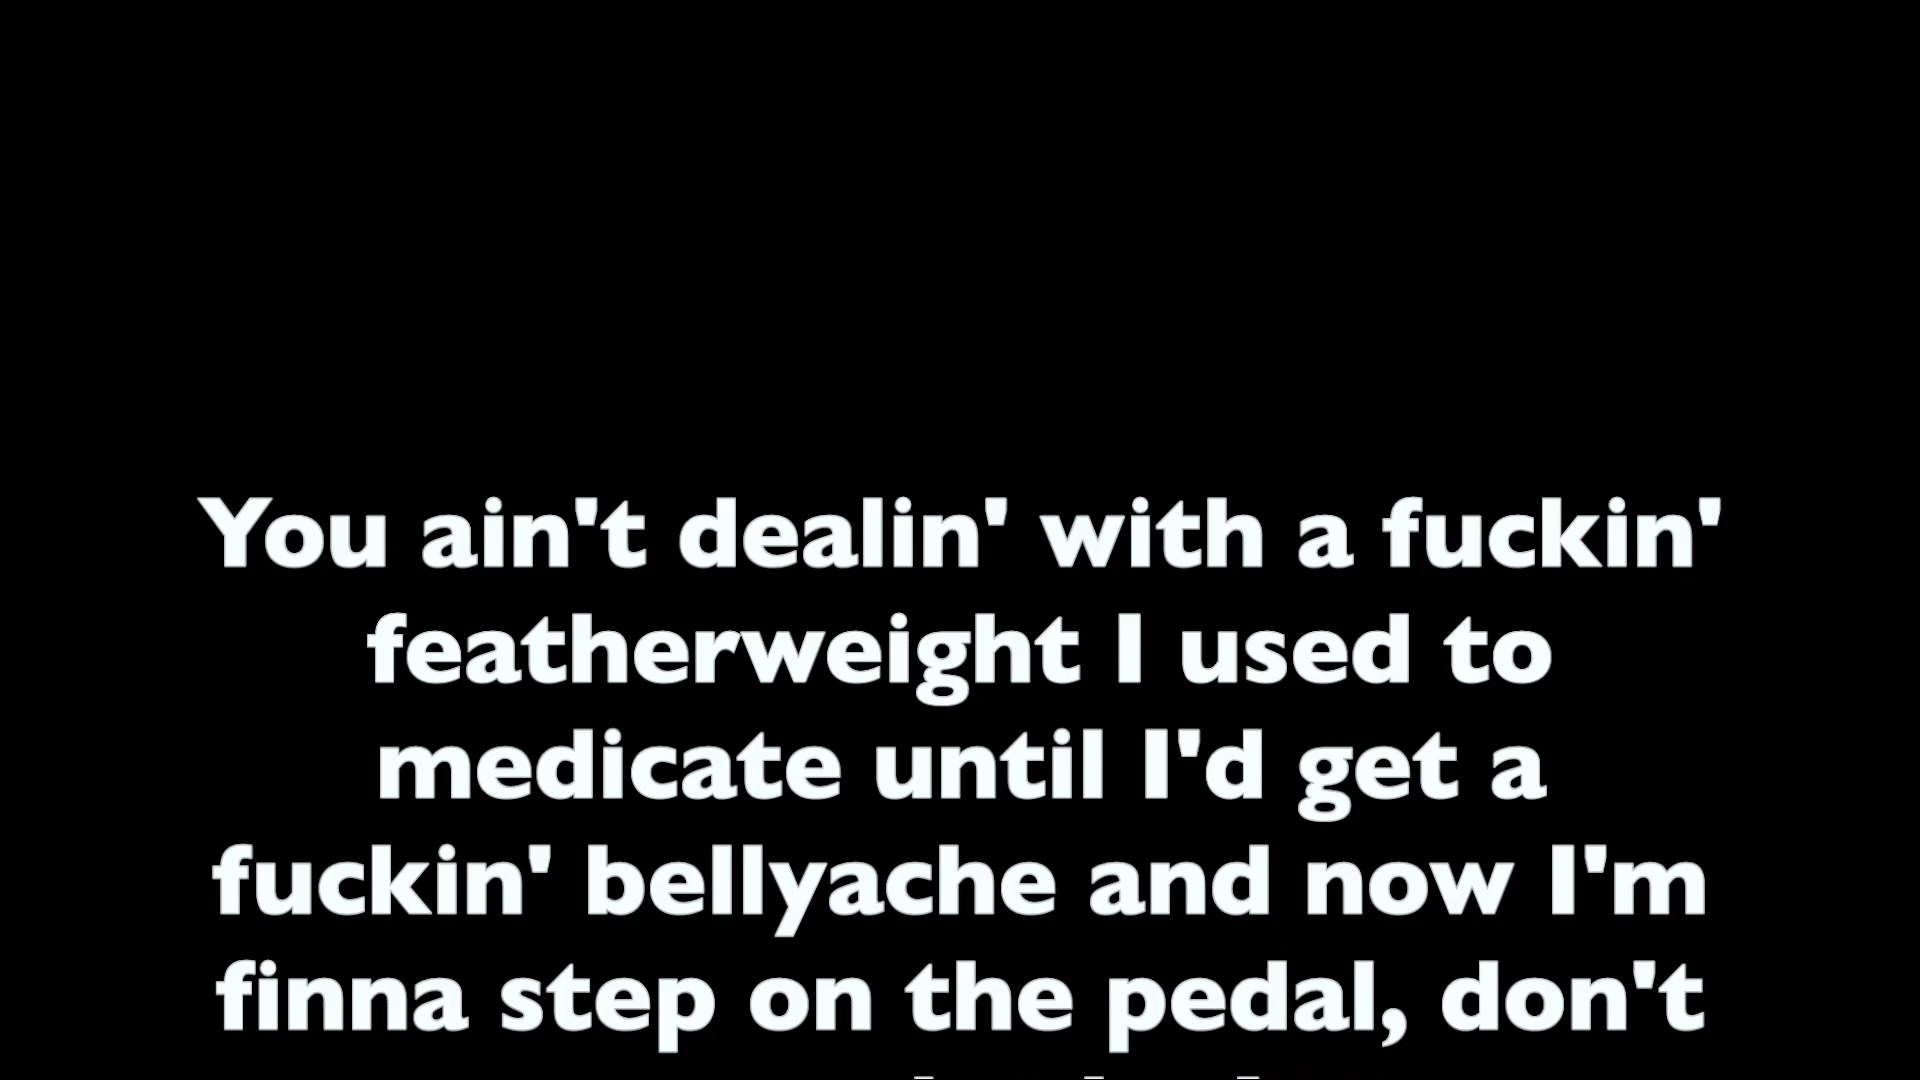 You ain't dealin' with a fuckin'
featherweight I used to
medicate until I'd get a
fuckin' bellyache and now I'm
finna step on the pedal, don't